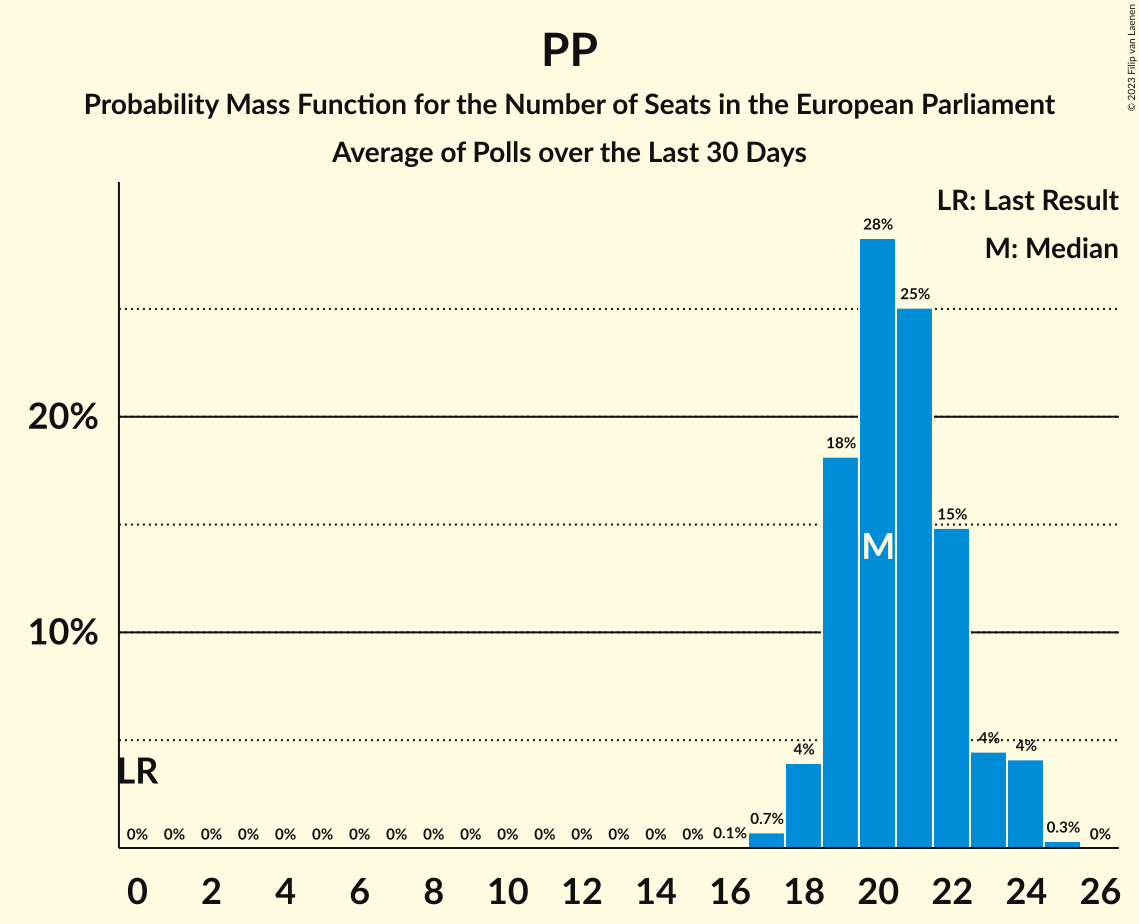 PP
Probability Mass Function for the Number of Seats in the European Parliament
Average of Polls over the Last 30 Days
© 2023 Filip van Laenen
LR: Last Result
M: Median
28%
25%
20%
18%
15%
M
10%
4%
4%
4%
LR
0% 0% 0% 0% 0% 0% 0% 0% 0% 0% 0% 0% 0% 0% 0% 0% 0.1% 0.7% 0.3% 0%
0 2 4 6 8 10 12 14 16 18 20 22 24 26